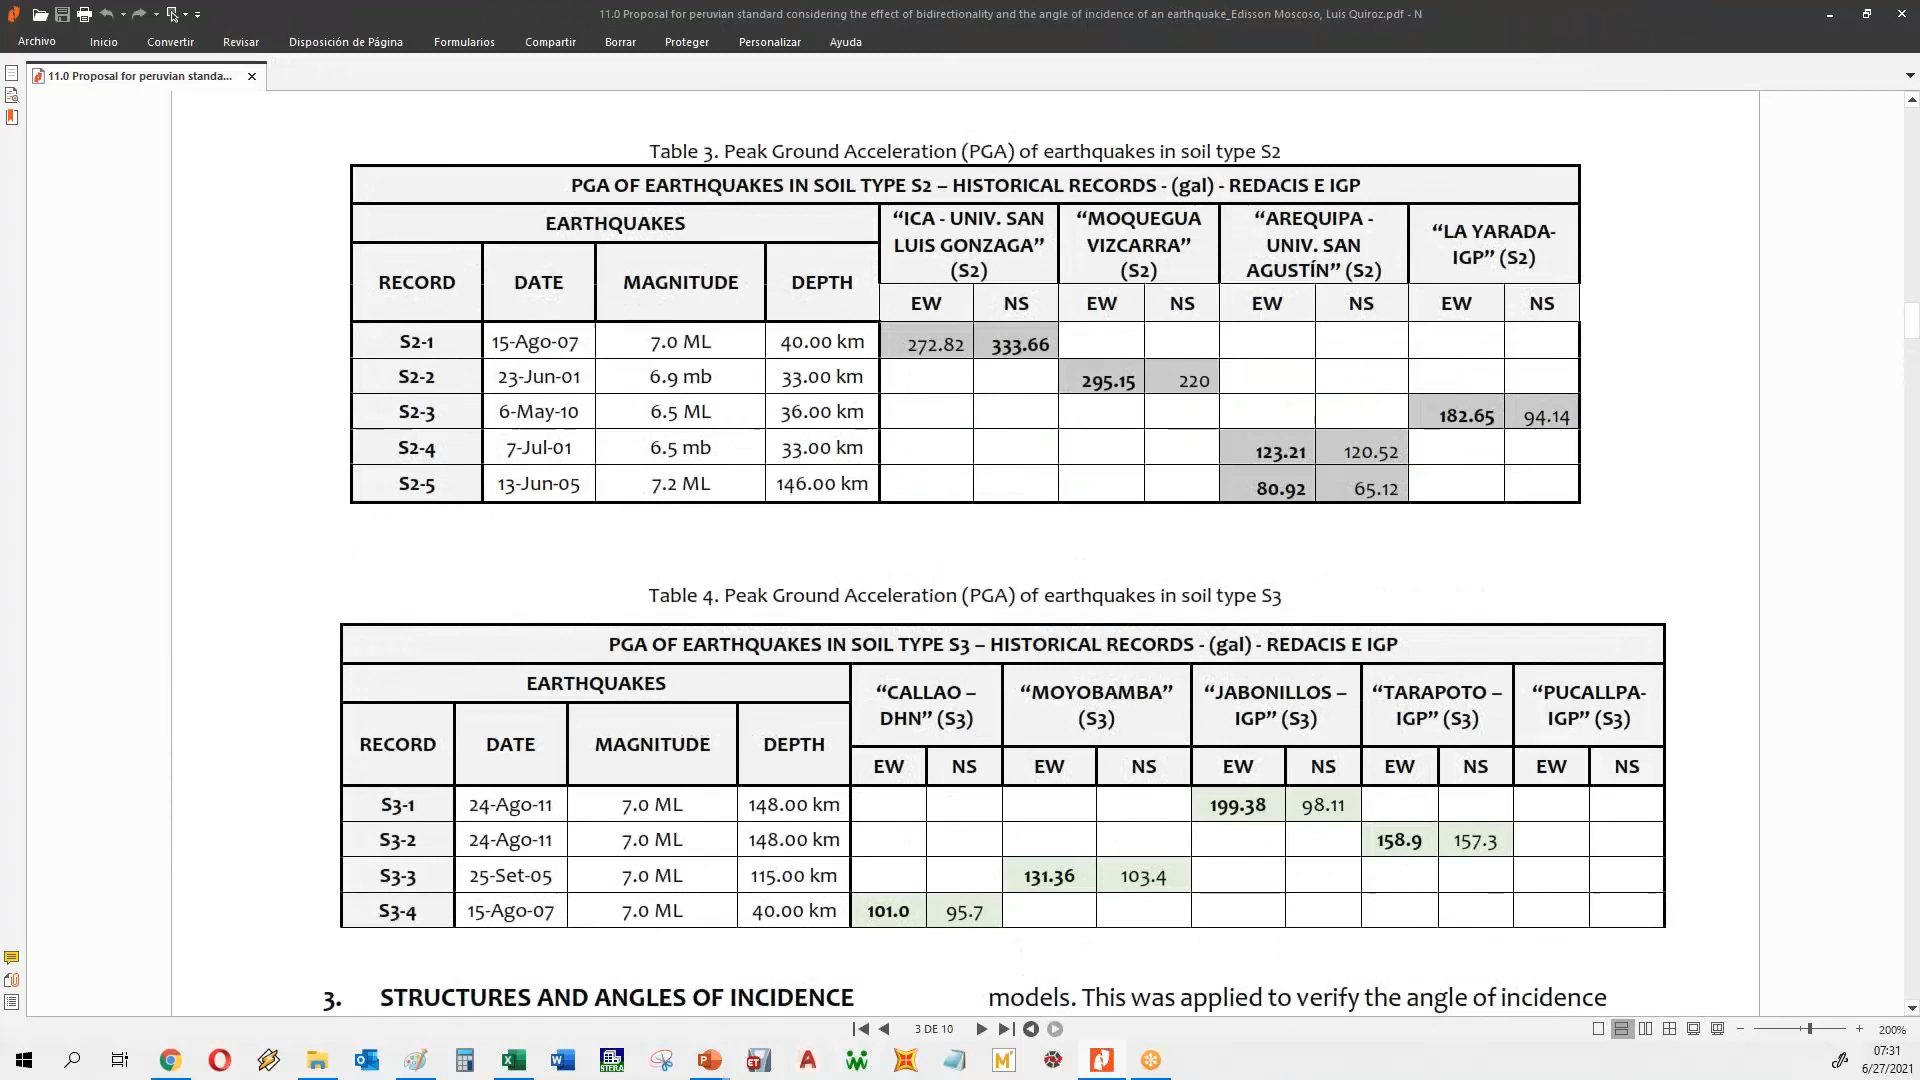 11.0 Proposal for peruvian standard considering the effect of bidirectionality and the angle of incidence of an earthquake_Edisson Moscoso, Luis Quiroz.pdf - N
Archivo Inicio Convertir Revisar Disposición de Página Formularios Compartir Borrar Proteger Personalizar Ayuda
11.0 Proposal for peruvian standa...
Table 3. Peak Ground Acceleration (PGA) of earthquakes in soil type S2
PGA OF EARTHQUAKES IN SOIL TYPE S2 – HISTORICAL RECORDS - (gal) - REDACIS E IGP
EARTHQUAKES
“ICA - UNIV. SAN LUIS GONZAGA” (S2)
“MOQUEGUA VIZCARRA” (S2)
“AREQUIPA - UNIV. SAN AGUSTÍN” (S2)
“LA YARADA- IGP” (S2)
RECORD DATE MAGNITUDE DEPTH
EW NS EW NS EW NS EW NS
S2-1 15-Ago-07 7.0 ML 40.00 km 272.82 333.66
S2-2 23-Jun-01 6.9 mb 33.00 km 295.15 220
S2-3 6-May-10 6.5 ML 36.00 km 182.65 94.14
S2-4 7-Jul-01 6.5 mb 33.00 km 123.21 120.52
S2-5 13-Jun-05 7.2 ML 146.00 km 80.92 65.12
Table 4. Peak Ground Acceleration (PGA) of earthquakes in soil type S3
PGA OF EARTHQUAKES IN SOIL TYPE S3 – HISTORICAL RECORDS - (gal) - REDACIS E IGP
EARTHQUAKES
“CALLAO – DHN” (S3)
“MOYOBAMBA” (S3)
“JABONILLOS – IGP” (S3)
“TARAPOTO – IGP” (S3)
“PUCALLPA- IGP” (S3)
RECORD DATE MAGNITUDE DEPTH
EW NS EW NS EW NS EW NS EW NS
S3-1 24-Ago-11 7.0 ML 148.00 km 199.38 98.11
S3-2 24-Ago-11 7.0 ML 148.00 km 158.9 157.3
S3-3 25-Set-05 7.0 ML 115.00 km 131.36 103.4
S3-4 15-Ago-07 7.0 ML 40.00 km 101.0 95.7
3. STRUCTURES AND ANGLES OF INCIDENCE
models. This was applied to verify the angle of incidence
3 DE 10
200%
STERA
ET
07:31
6/27/2021